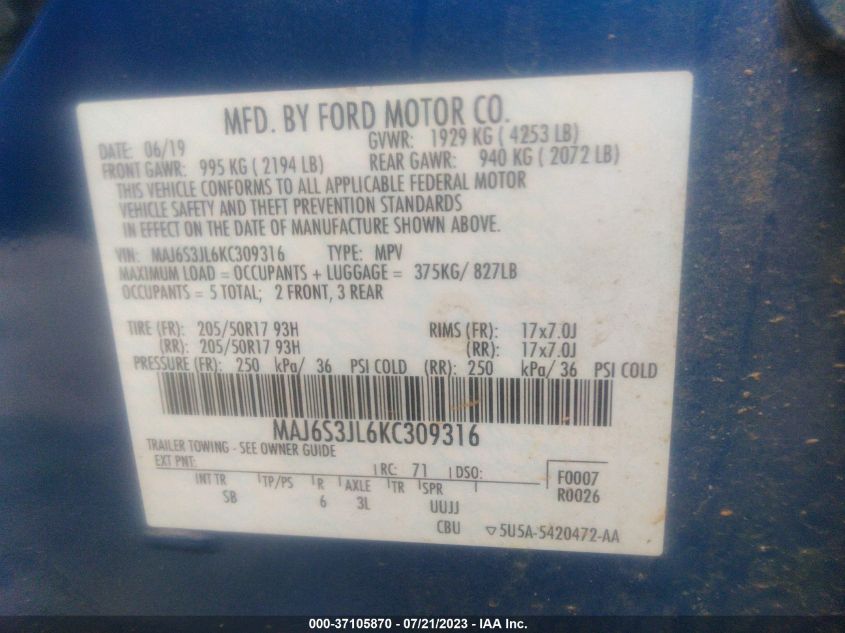 MFD. BY FORD MOTOR CO.
DATE: 06/19 GVWR: 1929 KG ( 4253 LB)
FRONT GAWR: 995 KG ( 2194 LB) REAR GAWR: 940 KG ( 2072 LB)
THIS VEHICLE CONFORMS TO ALL APPLICABLE FEDERAL MOTOR
VEHICLE SAFETY AND THEFT PREVENTION STANDARDS
IN EFFECT ON THE DATE OF MANUFACTURE SHOWN ABOVE.
VIN: MAJ6S3JL6KC309316 TYPE: MPV
MAXIMUM LOAD = OCCUPANTS + LUGGAGE = 375KG/ 827LB
OCCUPANTS = 5 TOTAL; 2 FRONT, 3 REAR
TIRE (FR): 205/50R17 93H RIMS (FR): 17x7.0J
(RR): 205/50R17 93H (RR): 17x7.0J
PRESSURE (FR): 250 kPa/ 36 PSI COLD (RR): 250 kPa/ 36 PSI COLD
MAJ6S3JL6KC309316
TRAILER TOWING - SEE OWNER GUIDE
EXT PNT: RC: 71 DSO: F0007
INT TR TP/PS R AXLE TR SPR R0026
SB 6 3L UUJJ
CBU ▽5U5A-5420472-AA
000-37105870 / 07/21/2023 - IAA Inc.